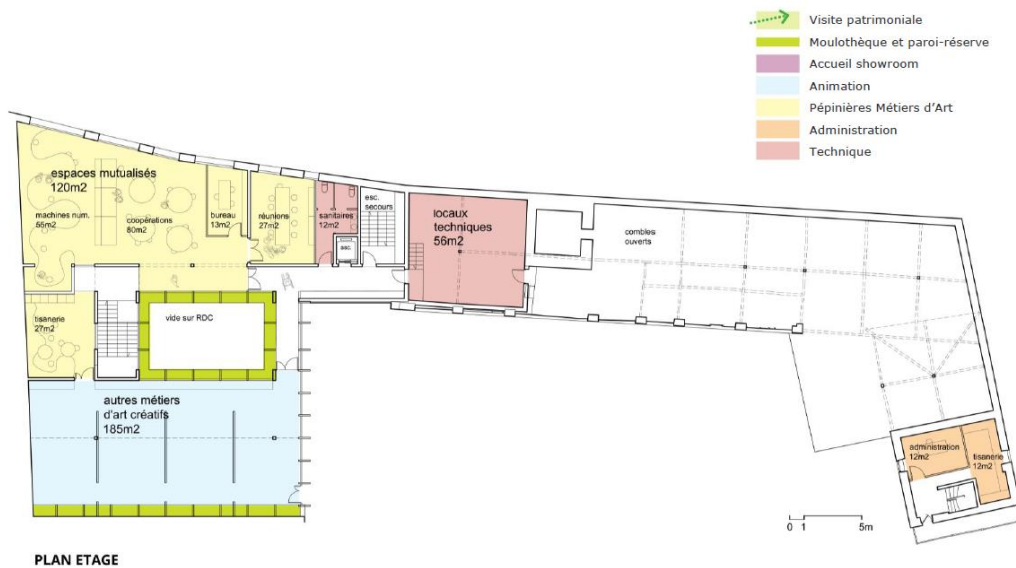 Visite patrimoniale
Moulothèque et paroi-réserve
Accueil showroom
Animation
Pépinières Métiers d'Art
Administration
Technique
espaces mutualisés
120m2
machines num.
55m2
coopérations
80m2
bureau
13m2
réunions
27m2
sanitaires
12m2
asc.
esc.
secours
locaux
techniques
56m2
combles
ouverts
tisanerie
27m2
vide sur RDC
autres métiers
d'art créatifs
185m2
administration
12m2
tisanerie
12m2
0 1 5m
PLAN ETAGE